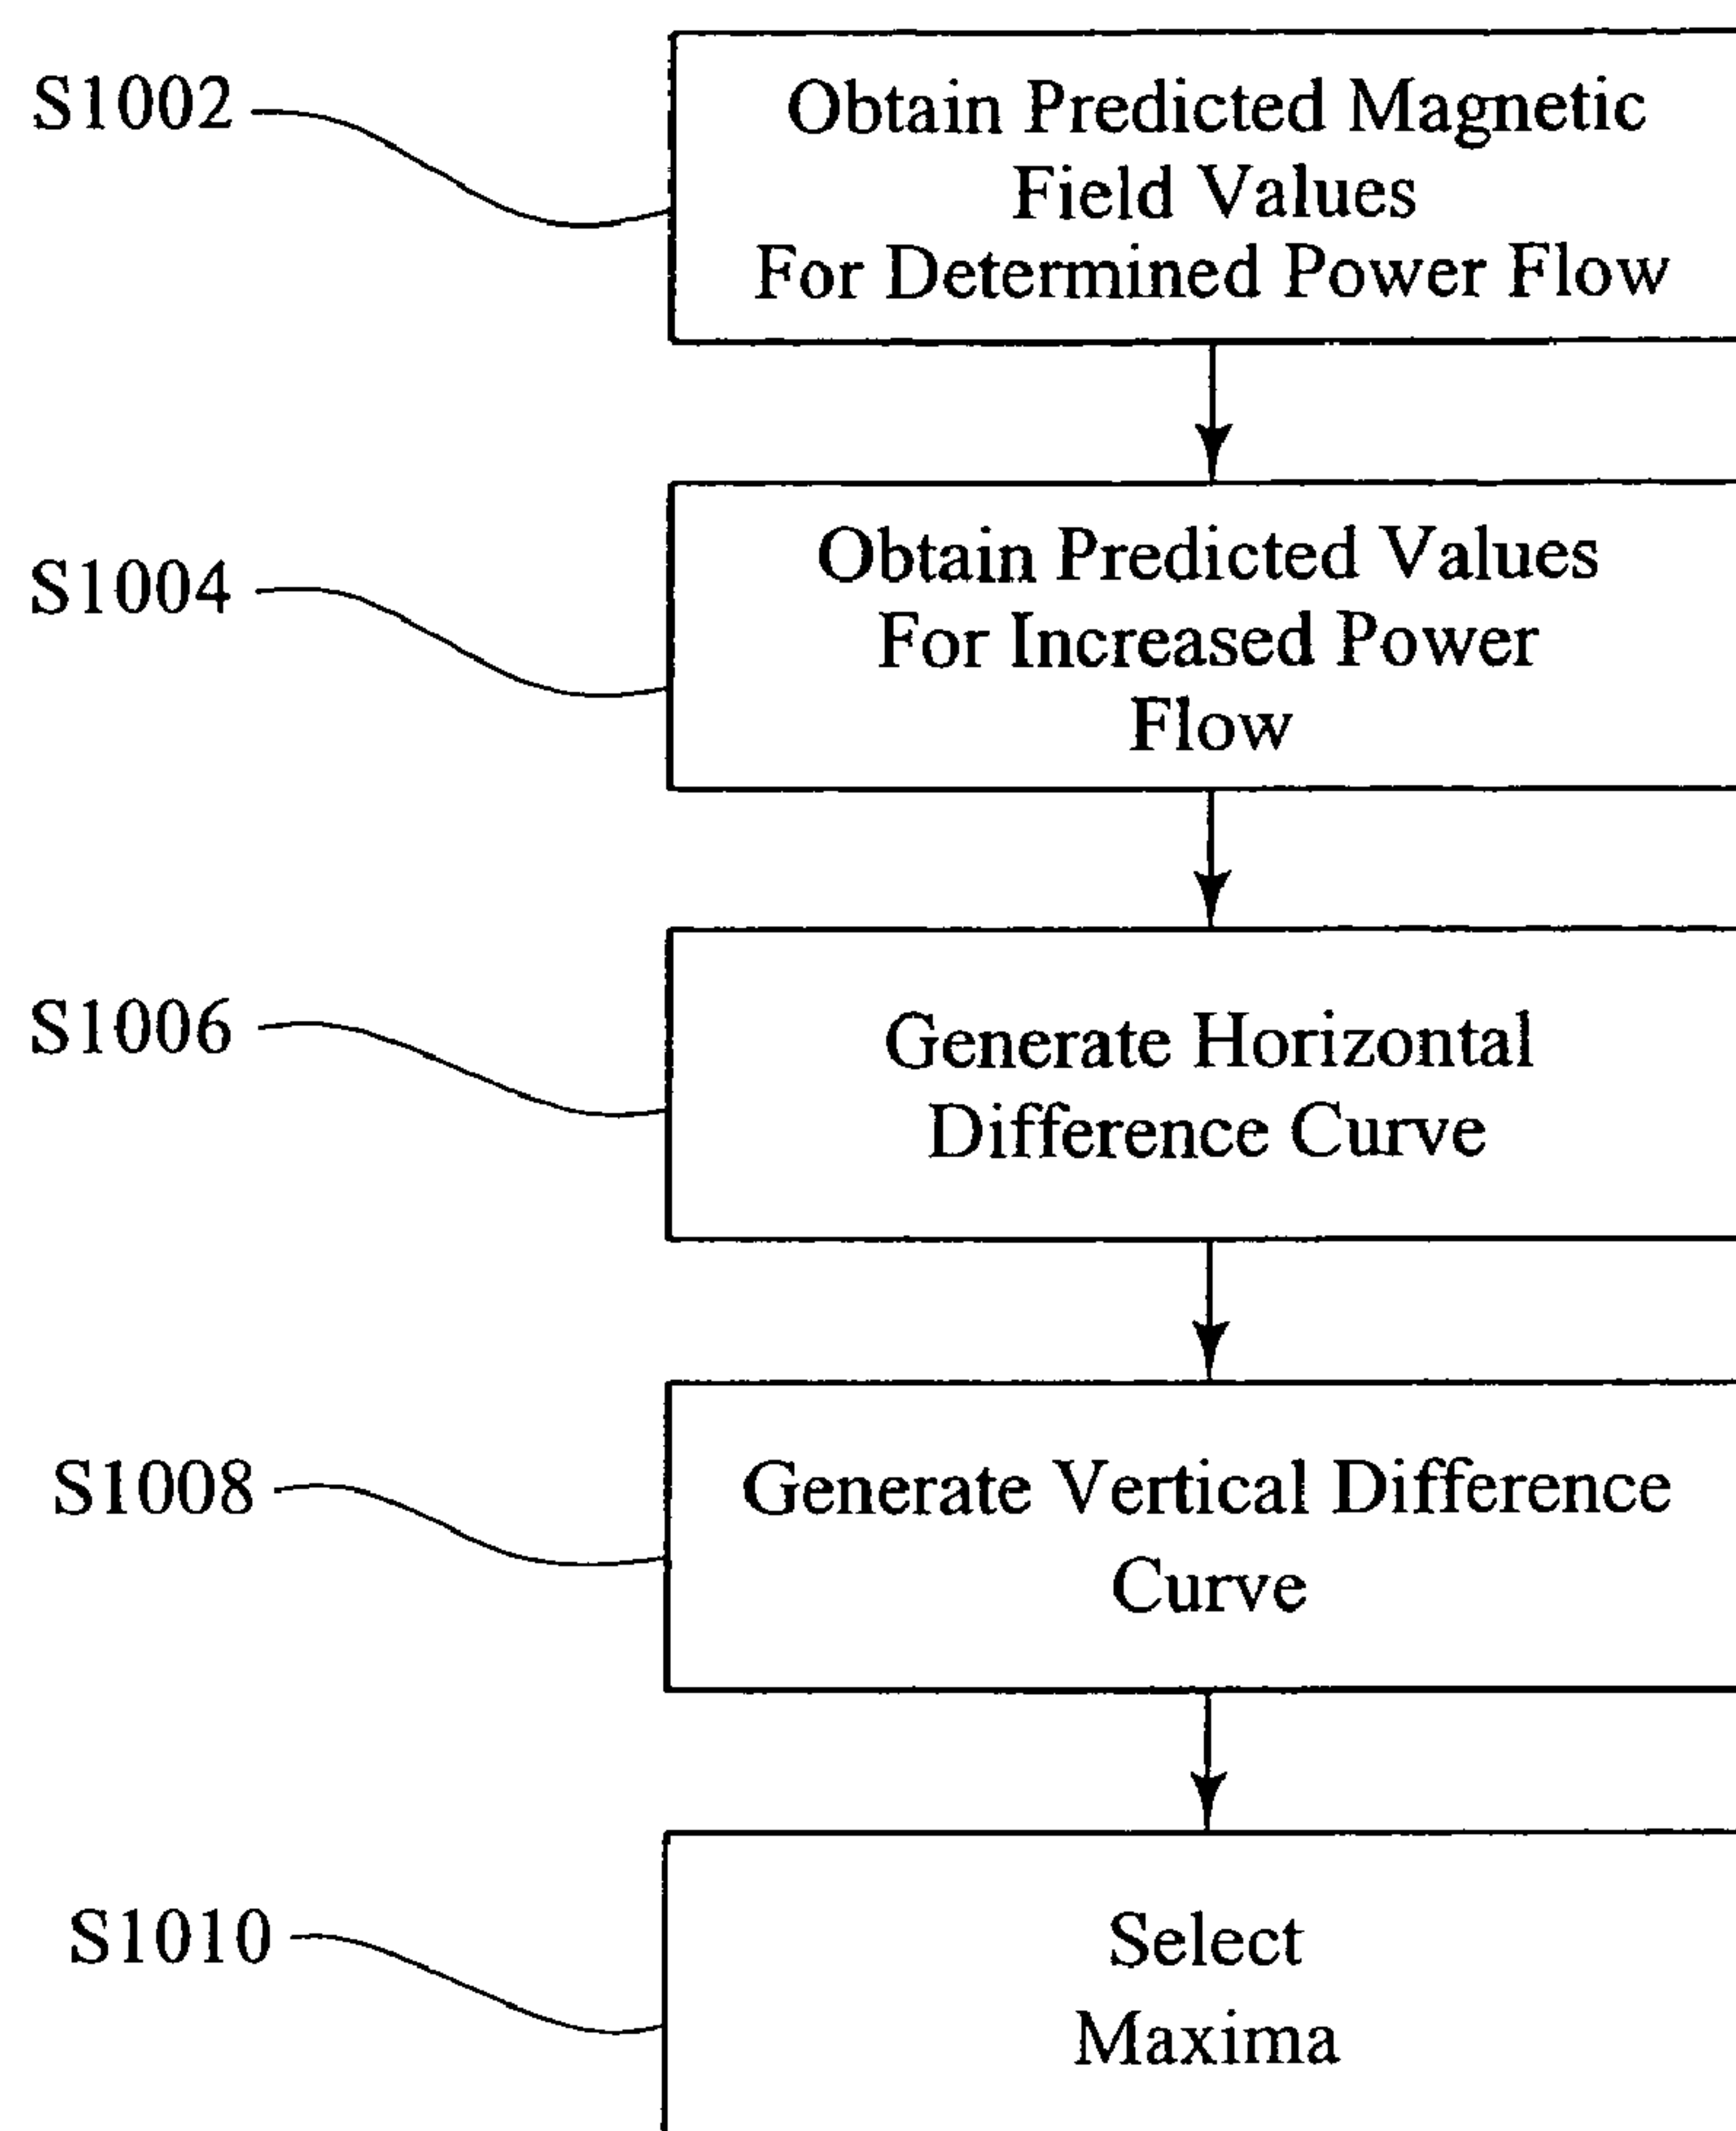 S1002
Obtain Predicted Magnetic
Field Values
For Determined Power Flow
S1004
Obtain Predicted Values
For Increased Power
Flow
S1006
Generate Horizontal
Difference Curve
S1008
Generate Vertical Difference
Curve
S1010
Select
Maxima